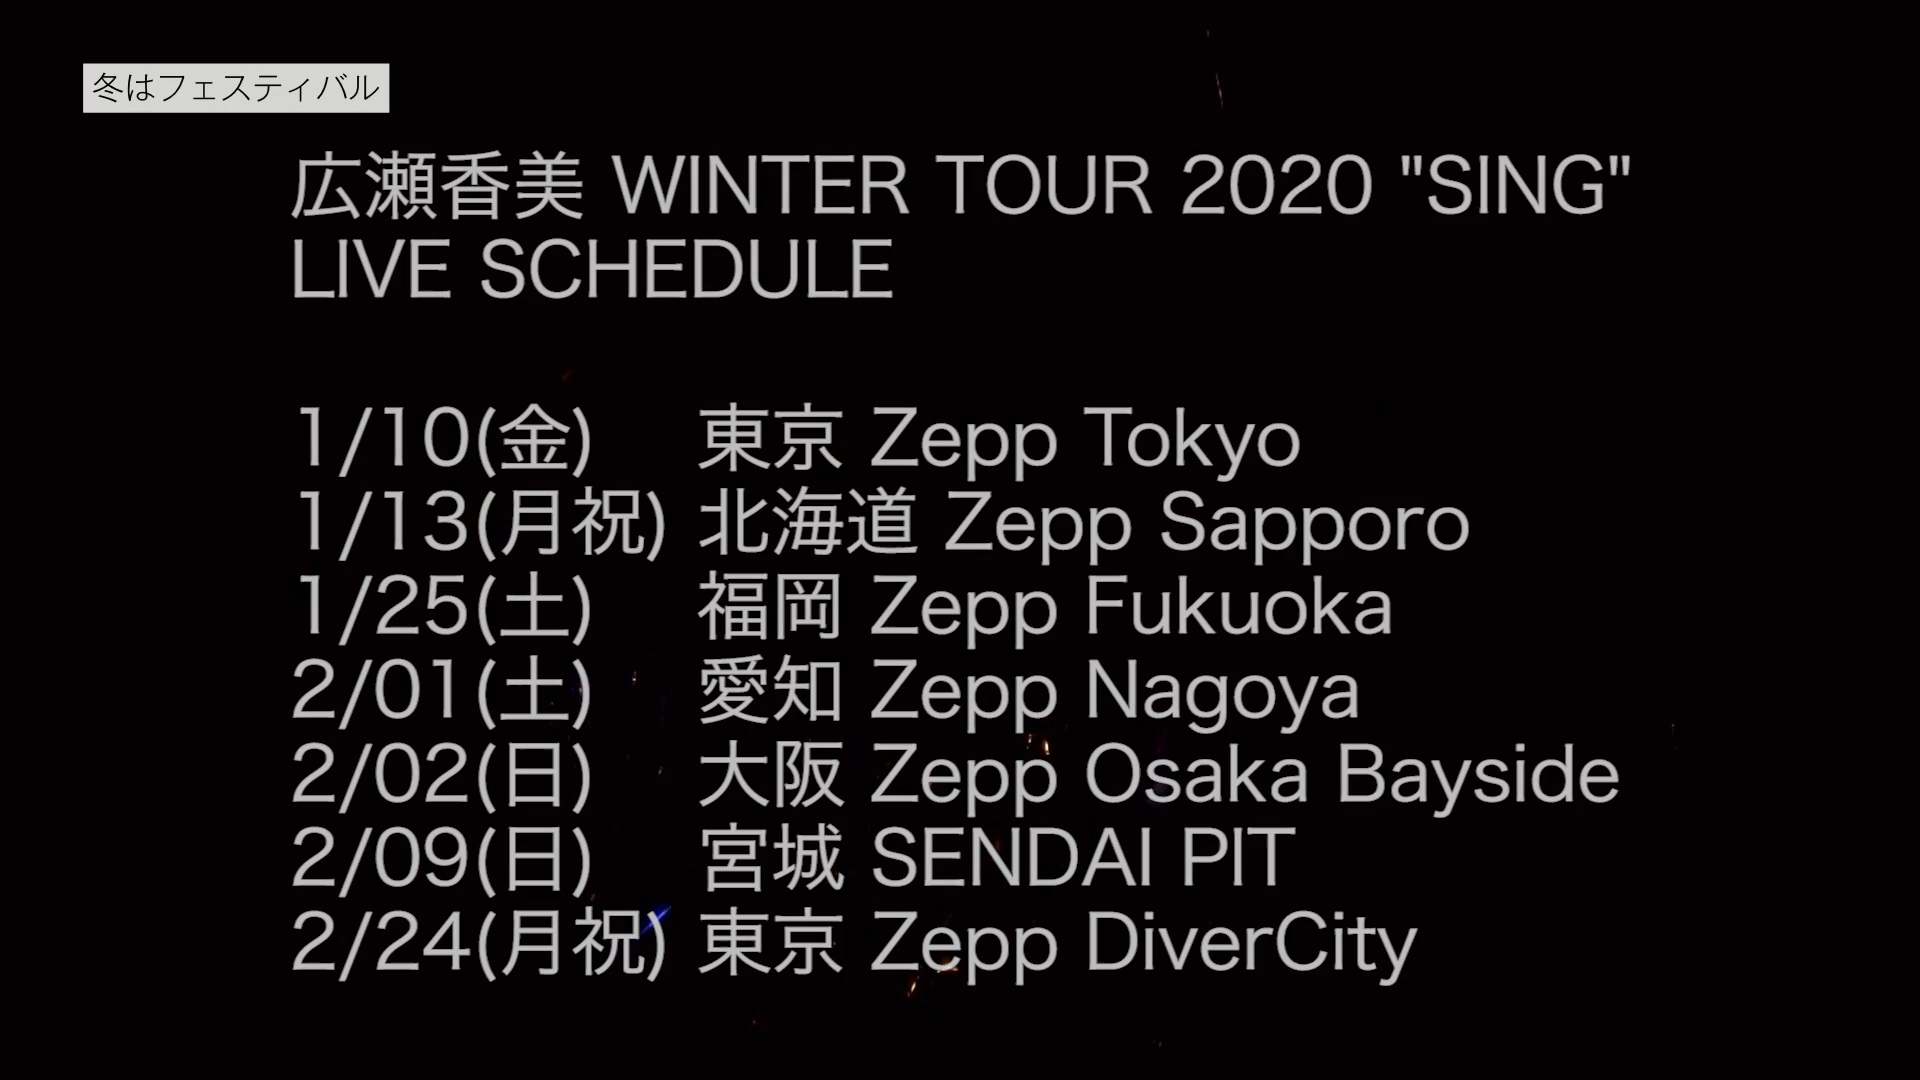 冬はフェスティバル
広瀬香美 WINTER TOUR 2020 "SING"
LIVE SCHEDULE
1/10(金) 東京 Zepp Tokyo
1/13(月祝) 北海道 Zepp Sapporo
1/25(土) 福岡 Zepp Fukuoka
2/01(土) 愛知 Zepp Nagoya
2/02(日) 大阪 Zepp Osaka Bayside
2/09(日) 宮城 SENDAI PIT
2/24(月祝) 東京 Zepp DiverCity